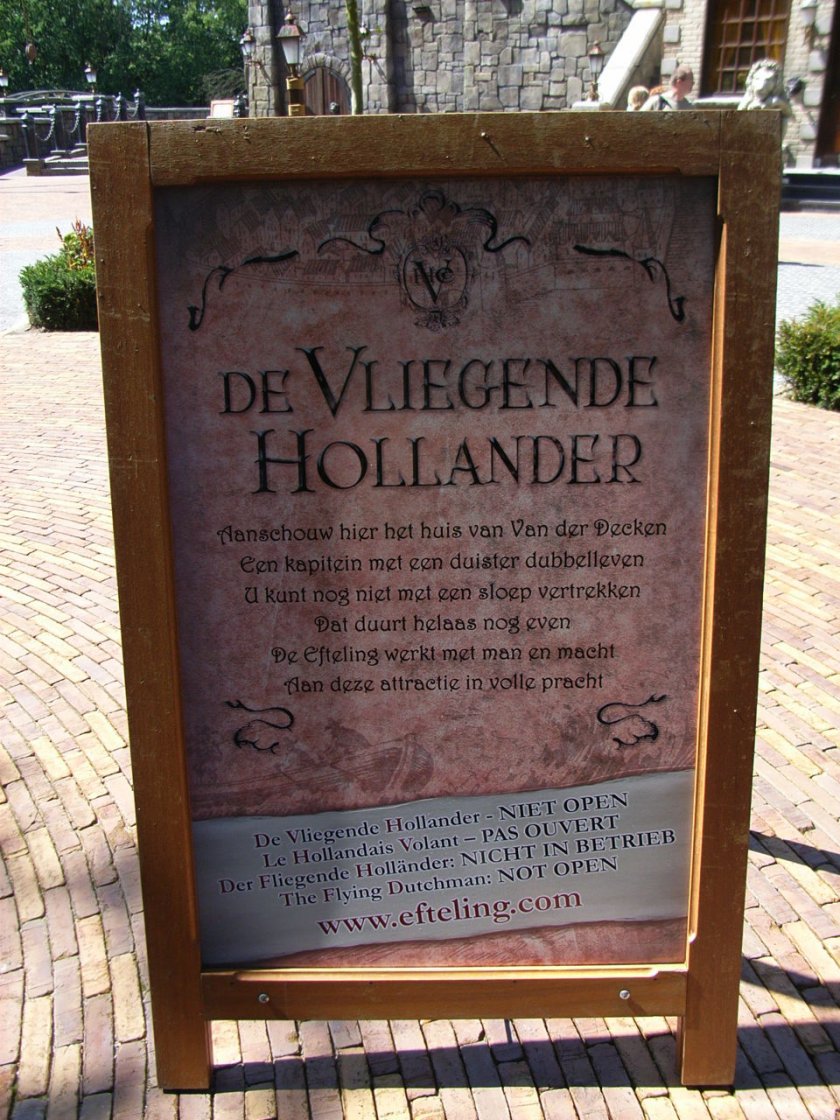 DE VLIEGENDE
HOLLANDER
Aanschouw hier het huis van Van der Decken
Een kapitein met een duister dubbelleven
U kunt nog niet met een sloep vertrekken
Dat duurt helaas nog even
De Efteling werkt met man en macht
Aan deze attractie in volle pracht
De Vliegende Hollander - NIET OPEN
Le Hollandais Volant – PAS OUVERT
Der Fliegende Holländer: NICHT IN BETRIEB
The Flying Dutchman: NOT OPEN
www.efteling.com